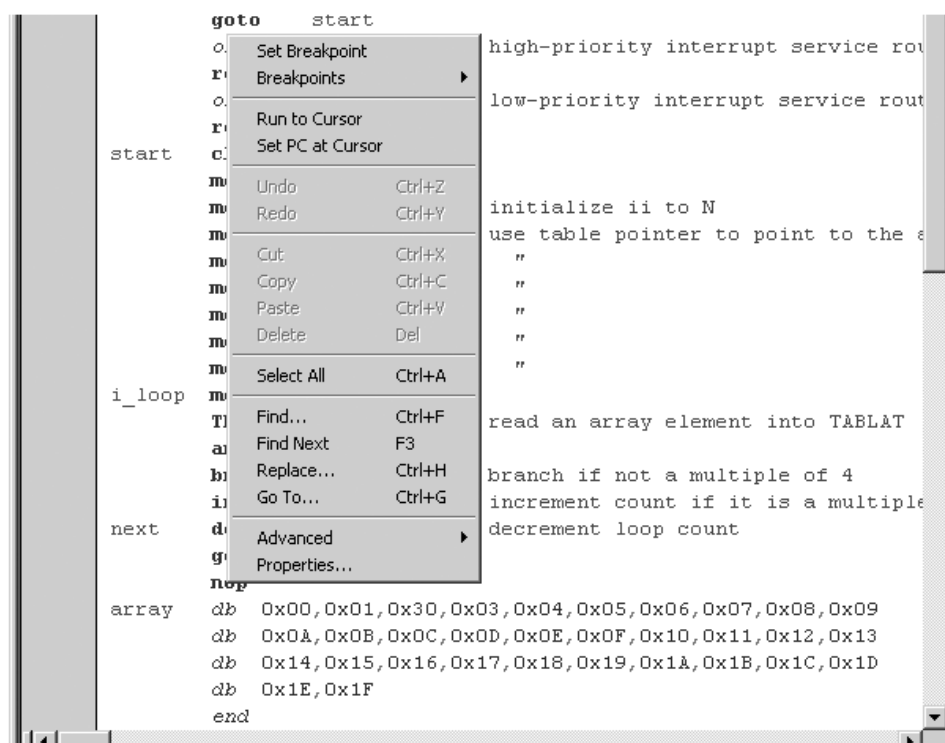 goto start
Set Breakpoint high-priority interrupt service
Breakpoints
low-priority interrupt service
Run to Cursor
start Set PC at Cursor
Undo Ctrl+Z
Redo Ctrl+Y initialize ii to N
use table pointer to point to the
Cut Ctrl+X "
Copy Ctrl+C "
Paste Ctrl+V "
Delete Del "
Select All Ctrl+A "
i_loop
Find... Ctrl+F read an array element into TABLAT
Find Next F3
Replace... Ctrl+H branch if not a multiple of 4
Go To... Ctrl+G increment count if it is a multiple
next Advanced decrement loop count
Properties...
nop
array db 0x00,0x01,0x30,0x03,0x04,0x05,0x06,0x07,0x08,0x09
db 0x0A,0x0B,0x0C,0x0D,0x0E,0x0F,0x10,0x11,0x12,0x13
db 0x14,0x15,0x16,0x17,0x18,0x19,0x1A,0x1B,0x1C,0x1D
db 0x1E,0x1F
end